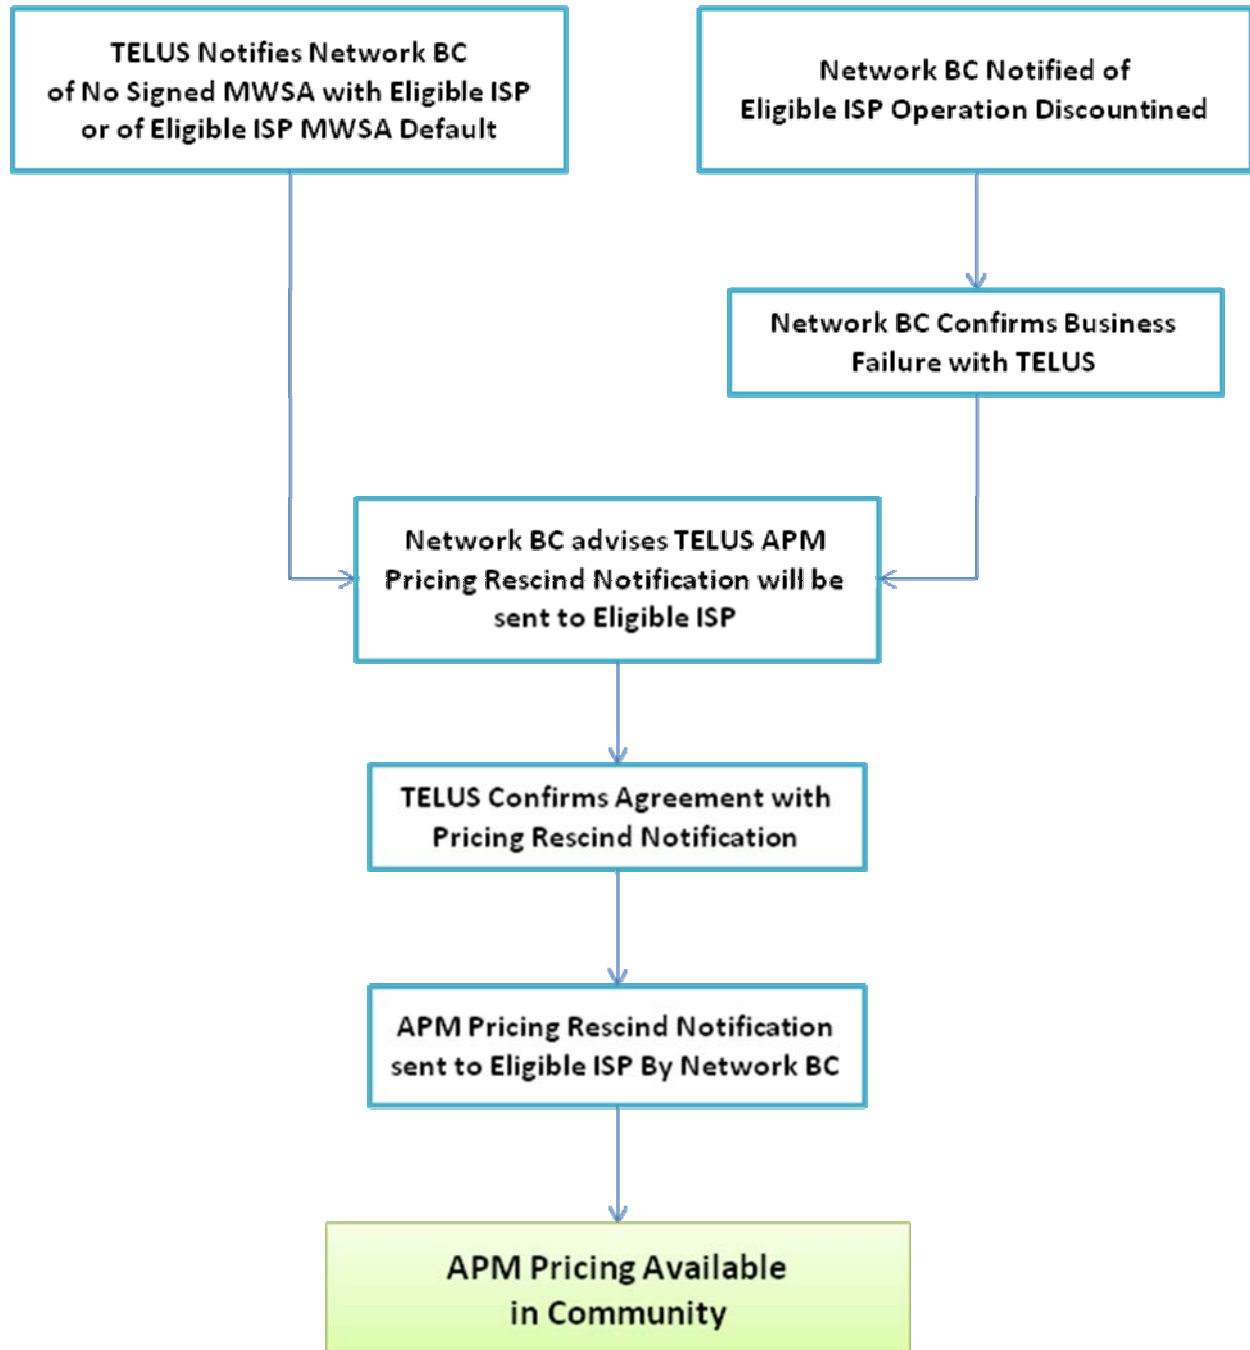 TELUS Notifies Network BC
of No Signed MWSA with Eligible ISP
or of Eligible ISP MWSA Default
Network BC Notified of
Eligible ISP Operation Discountined
Network BC Confirms Business
Failure with TELUS
Network BC advises TELUS APM
Pricing Rescind Notification will be
sent to Eligible ISP
TELUS Confirms Agreement with
Pricing Rescind Notification
APM Pricing Rescind Notification
sent to Eligible ISP By Network BC
APM Pricing Available
in Community